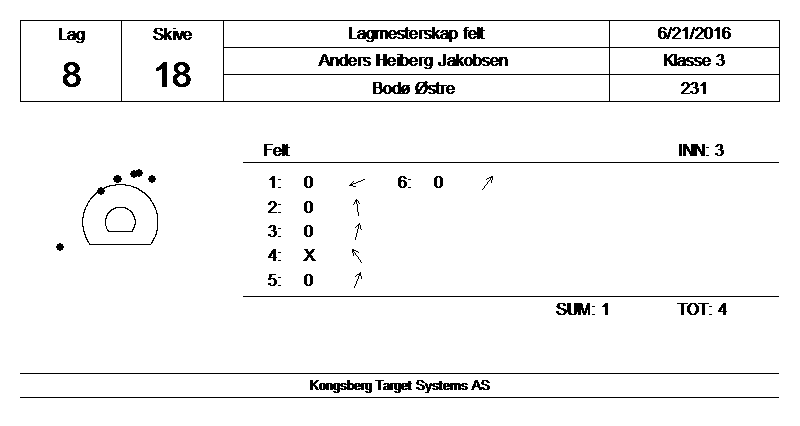 Lag Skive Lagmesterskap felt 6/21/2016
8 18 Anders Heiberg Jakobsen Klasse 3
Bodø Østre 231
Felt INN: 3
1: 0 6: 0
2: 0
3: 0
4: X
5: 0
SUM: 1 TOT: 4
Kongsberg Target Systems AS